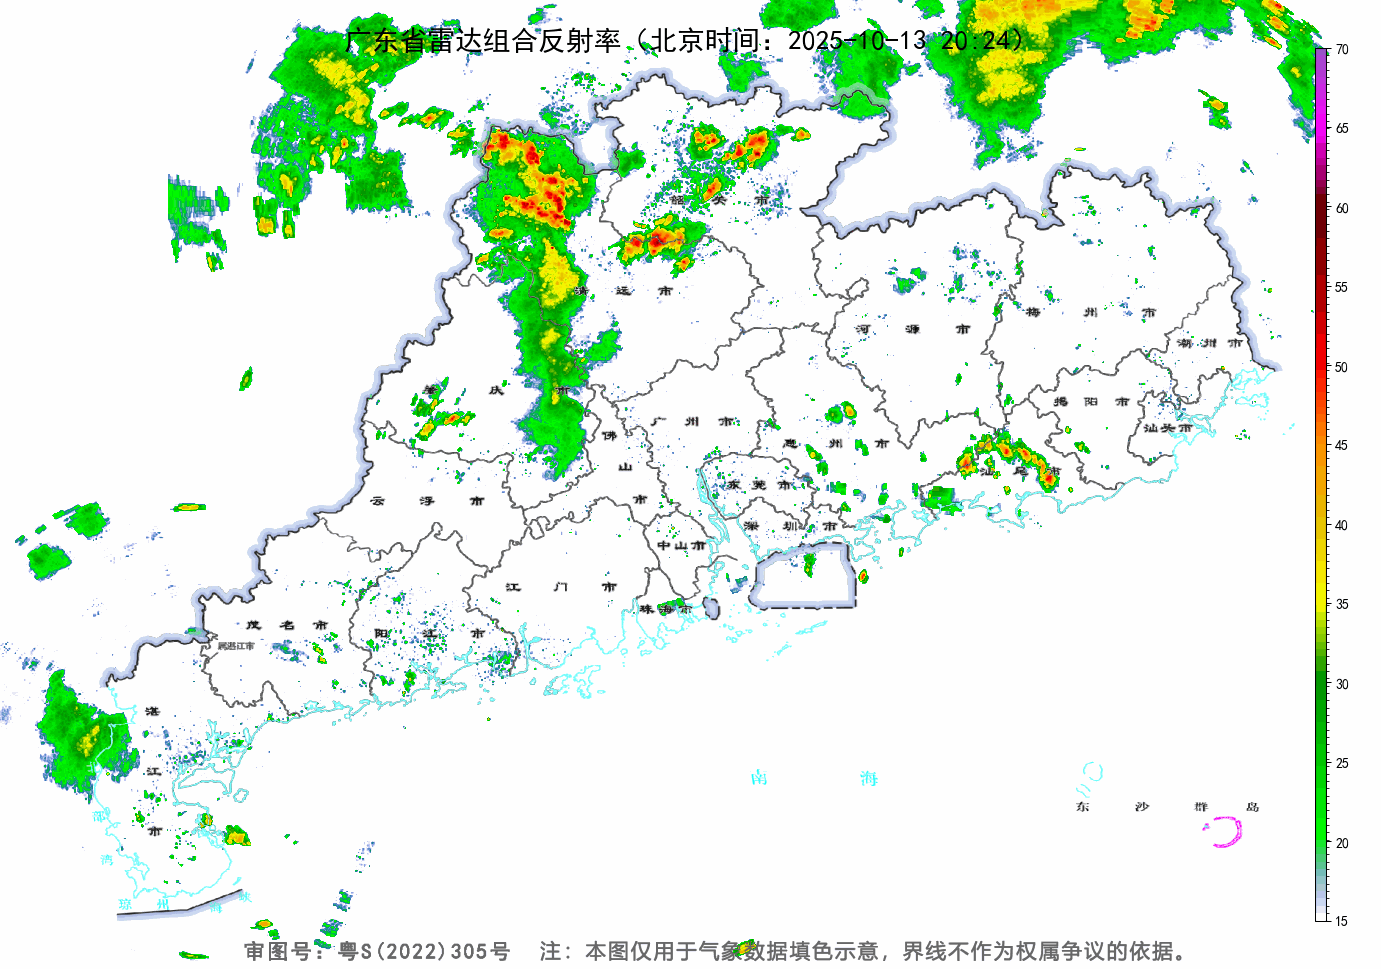 广东省雷达组合反射率（北京时间：2025-10-13 20:24）
70
65
60
55
50
45
40
35
30
25
20
15
韶 关 市
清 远 市
河 源 市
梅 州 市
潮 州 市
肇 庆 市
广 州 市
佛 山 市
惠 州 市
揭 阳 市
汕头市
汕 尾 市
云 浮 市
东 莞 市
深 圳 市
中山市
江 门 市
珠海市
茂 名 市
属湛江市
阳 江 市
湛 江 市
南 海
东 沙 群 岛
琼 州 海 峡
审图号：粤S(2022)305号 注：本图仅用于气象数据填色示意，界线不作为权属争议的依据。